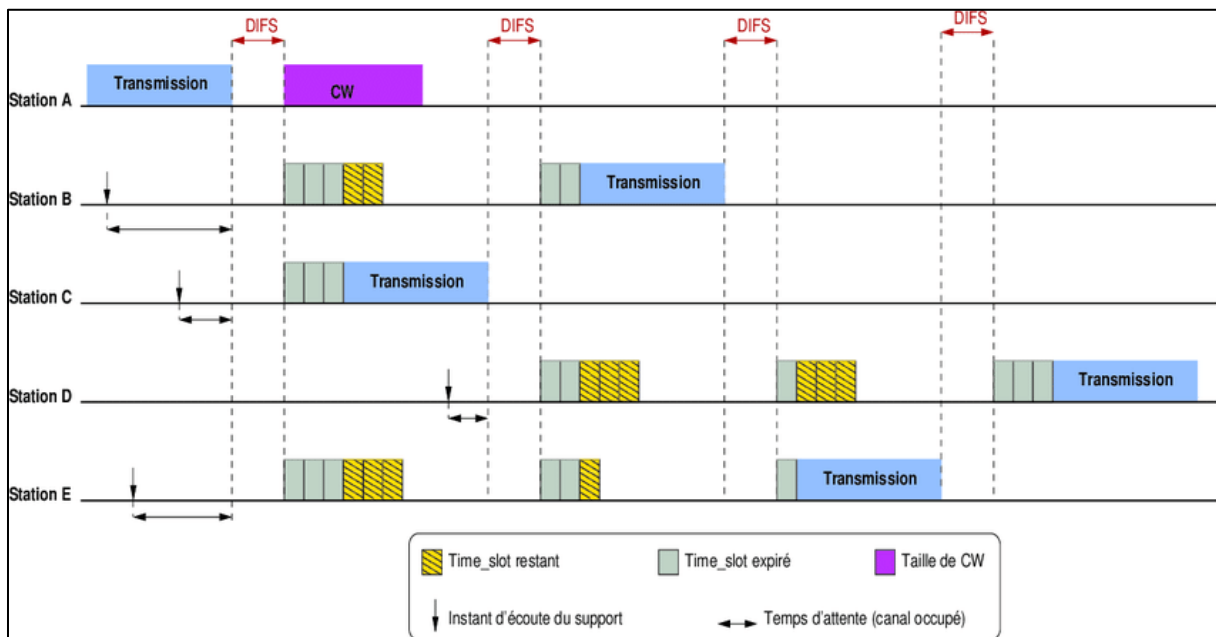 DIFS
DIFS
DIFS
DIFS
Station A
Transmission
CW
Station B
Transmission
Station C
Transmission
Station D
Transmission
Station E
Transmission
Time_slot restant
Time_slot expiré
Taille de CW
Instant d'écoute du support
Temps d'attente (canal occupé)